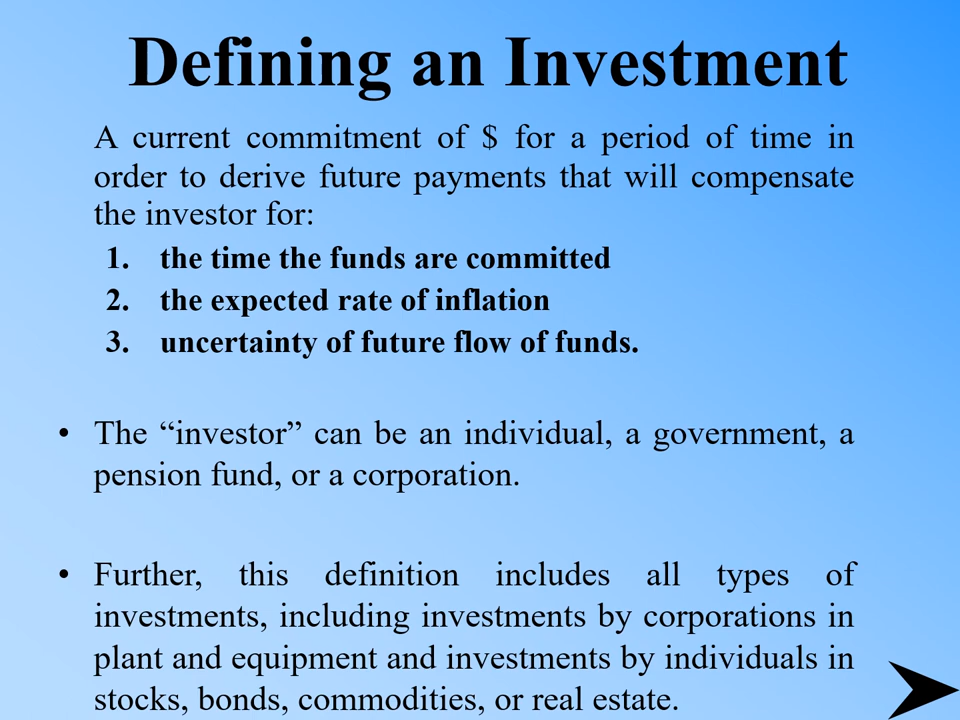 Defining an Investment
A current commitment of $ for a period of time in
order to derive future payments that will compensate
the investor for:
1. the time the funds are committed
2. the expected rate of inflation
3. uncertainty of future flow of funds.
• The “investor” can be an individual, a government, a
pension fund, or a corporation.
• Further, this definition includes all types of
investments, including investments by corporations in
plant and equipment and investments by individuals in
stocks, bonds, commodities, or real estate.